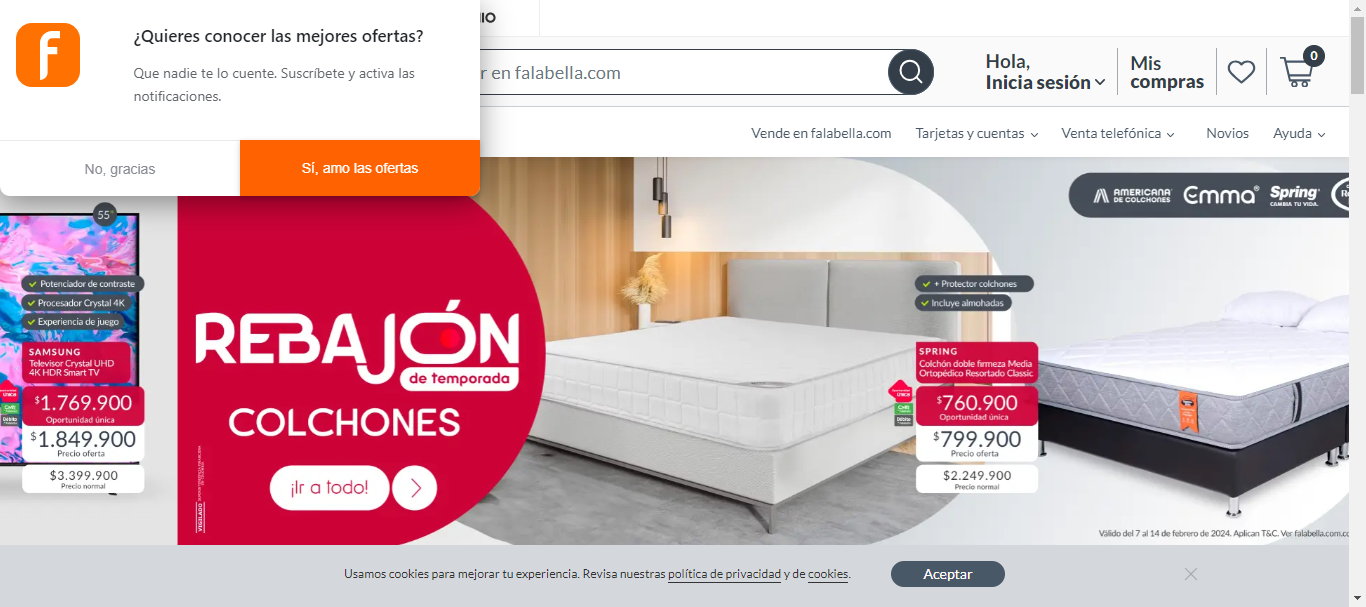 ¿Quieres conocer las mejores ofertas?
Que nadie te lo cuente. Suscríbete y activa las
notificaciones.
No, gracias
Sí, amo las ofertas
IO
r en falabella.com
Hola,
Inicia sesión
Mis
compras
0
Vende en falabella.com
Tarjetas y cuentas
Venta telefónica
Novios
Ayuda
55"
Potenciador de contraste
Procesador Crystal 4K
Experiencia de juego
SAMSUNG
Televisor Crystal UHD
4K HDR Smart TV
$1.769.900
Oportunidad única
$1.849.900
Precio oferta
$3.399.900
Precio normal
REBAJÓN
de temporada
COLCHONES
¡Ir a todo!
VIGILADO
AMERICANA
DE COLCHONES
Emma
Spring
CAMBIA TU VIDA.
+ Protector colchones
Incluye almohadas
SPRING
Colchón doble firmeza Media
Ortopédico Resortado Classic
$760.900
Oportunidad única
$799.900
Precio oferta
$2.249.900
Precio normal
Válido del 7 al 14 de febrero de 2024. Aplican T&C. Ver falabella.com.co
Usamos cookies para mejorar tu experiencia. Revisa nuestras política de privacidad y de cookies.
Aceptar